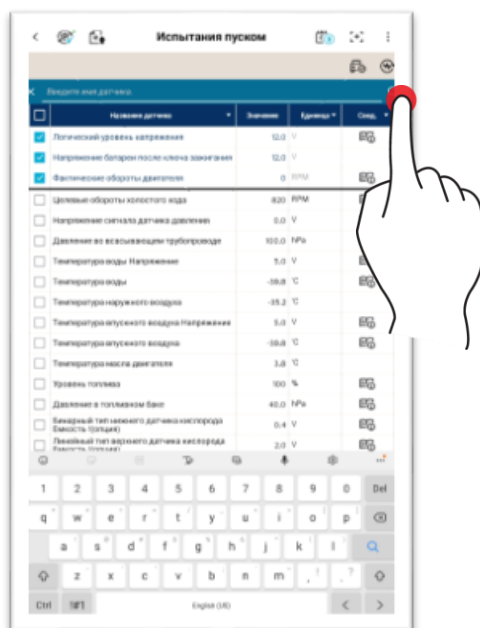 Испытания пуском
Введите имя датчика
Название датчика Значение Единица Соед.
Логический уровень напряжения 12,0 V
Напряжение батареи после ключа зажигания 12,0 V
Фактические обороты двигателя 0 RPM
Целевые обороты холостого хода 820 RPM
Напряжение сигнала датчика давления 0,0 V
Давление во всасывающем трубопроводе 100,0 hPa
Температура воды Напряжение 5,0 V
Температура воды -39,8 °C
Температура наружного воздуха -35,2 °C
Температура впускного воздуха Напряжение 5,0 V
Температура впускного воздуха -39,8 °C
Температура масла двигателя 3,8 °C
Уровень топлива 100 %
Давление в топливном баке 40,0 hPa
Бинарный тип нижнего датчика кислорода
0,4 V
Линейный тип верхнего датчика кислорода
2,0 V
1 2 3 4 5 6 7 8 9 0 Del
q w e r t y u i o p
a s d f g h j k l
z x c v b n m , . ?
Ctrl !#1 English (US) < >